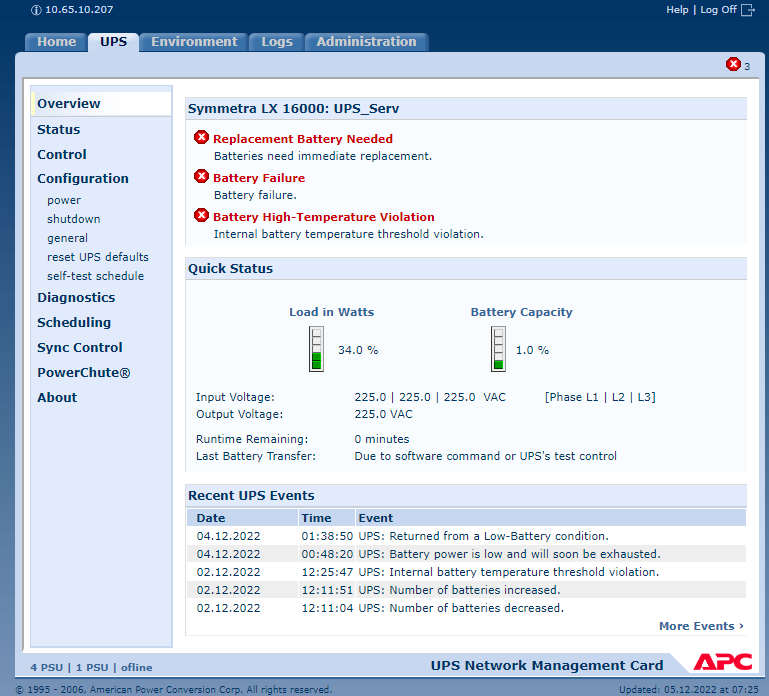 10.65.10.207
Help | Log Off
Home UPS Environment Logs Administration
3
Overview
Status
Control
Configuration
power
shutdown
general
reset UPS defaults
self-test schedule
Diagnostics
Scheduling
Sync Control
PowerChute®
About
Symmetra LX 16000: UPS_Serv
Replacement Battery Needed
Batteries need immediate replacement.
Battery Failure
Battery failure.
Battery High-Temperature Violation
Internal battery temperature threshold violation.
Quick Status
Load in Watts Battery Capacity
34.0 % 1.0 %
Input Voltage: 225.0 | 225.0 | 225.0 VAC [Phase L1 | L2 | L3]
Output Voltage: 225.0 VAC
Runtime Remaining: 0 minutes
Last Battery Transfer: Due to software command or UPS's test control
Recent UPS Events
Date Time Event
04.12.2022 01:38:50 UPS: Returned from a Low-Battery condition.
04.12.2022 00:48:20 UPS: Battery power is low and will soon be exhausted.
02.12.2022 12:25:47 UPS: Internal battery temperature threshold violation.
02.12.2022 12:11:51 UPS: Number of batteries increased.
02.12.2022 12:11:04 UPS: Number of batteries decreased.
More Events ›
4 PSU | 1 PSU | ofline
UPS Network Management Card
APC
© 1995 - 2006, American Power Conversion Corp. All rights reserved.
Updated: 05.12.2022 at 07:25